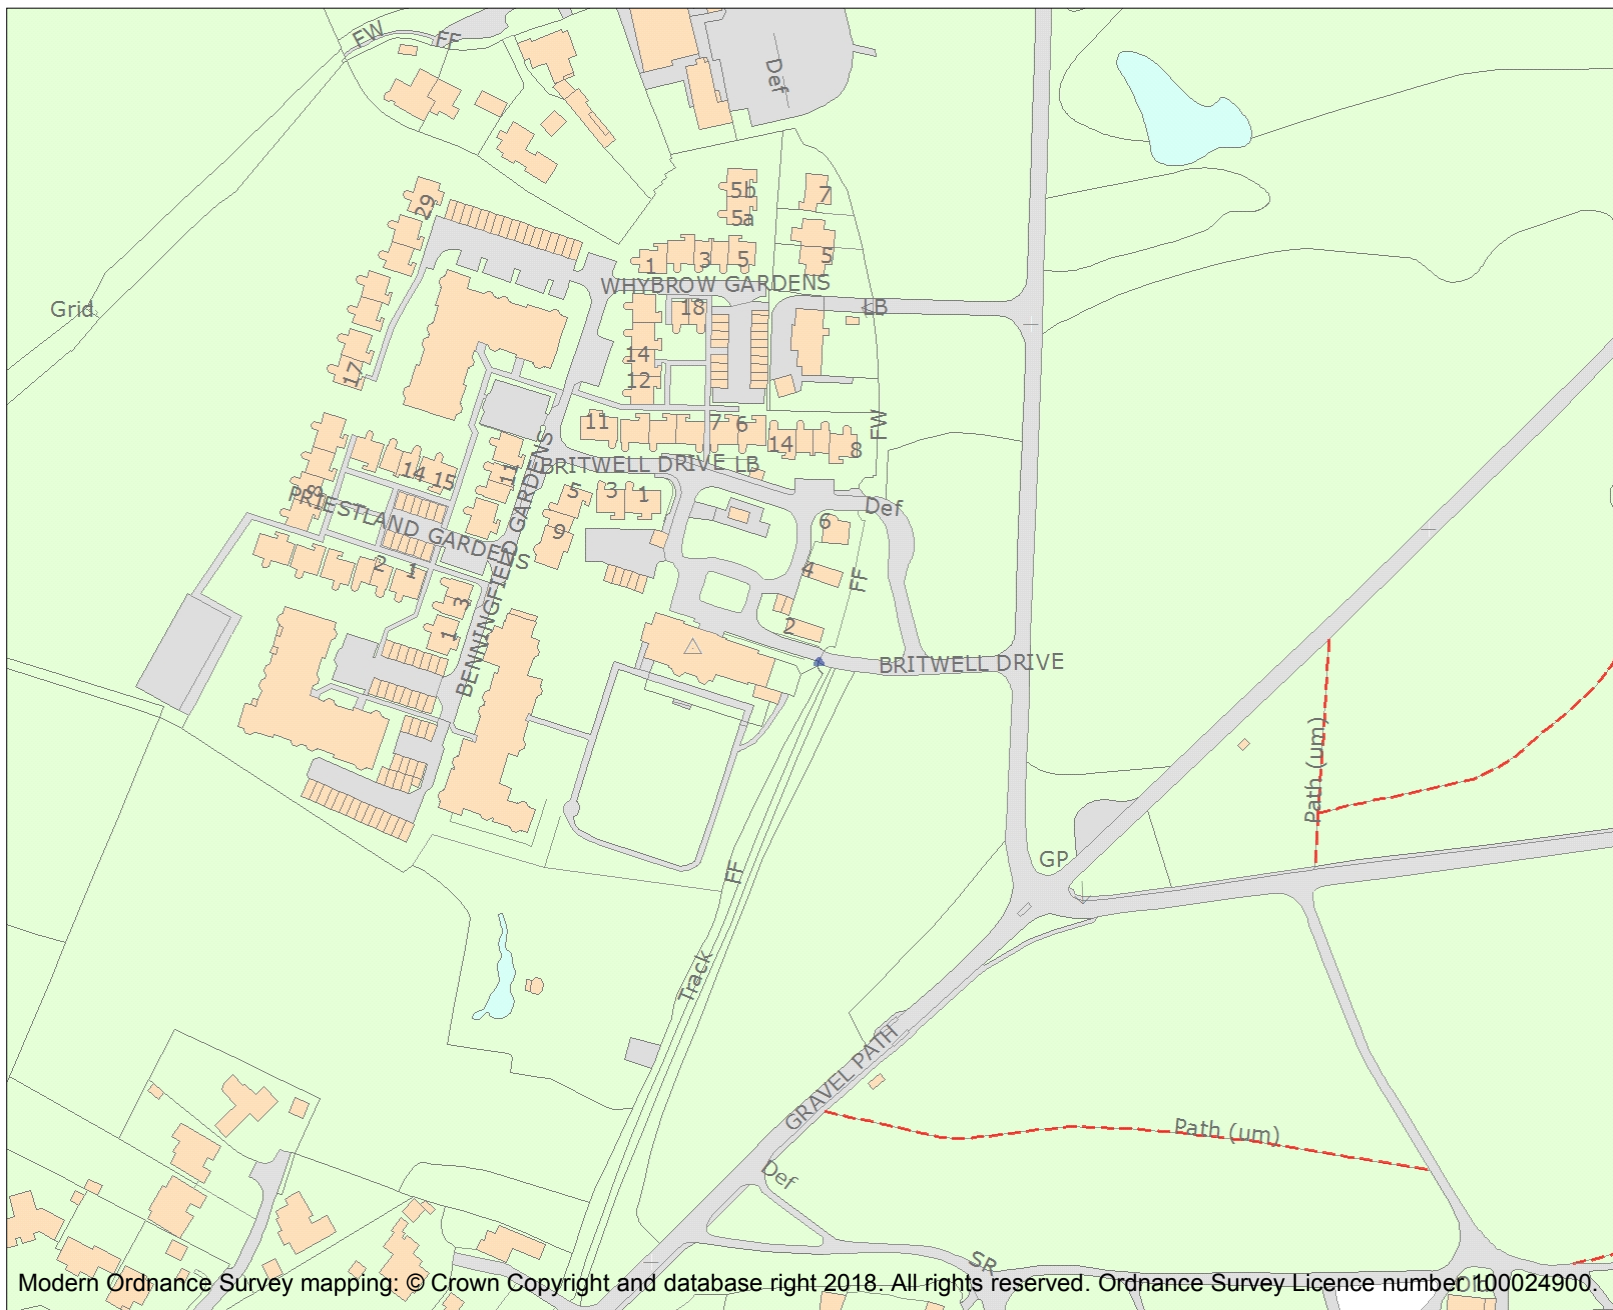 FW
FF
Def
29
5b
5a
7
1
3
5
5
WHYBROW GARDENS
Grid
18
LB
14
12
17
11
7
6
14
8
FW
BRITWELL DRIVE LB
14
15
11
8
PRIESTLAND GARDENS
BENNINGFIELD GARDENS
5
3
1
9
6
Def
4
FF
2
2
1
3
1
BRITWELL DRIVE
Path (um)
GP
FF
Track
GRAVEL PATH
Path (um)
Def
SR
Modern Ordnance Survey mapping: © Crown Copyright and database right 2018. All rights reserved. Ordnance Survey Licence number 100024900.